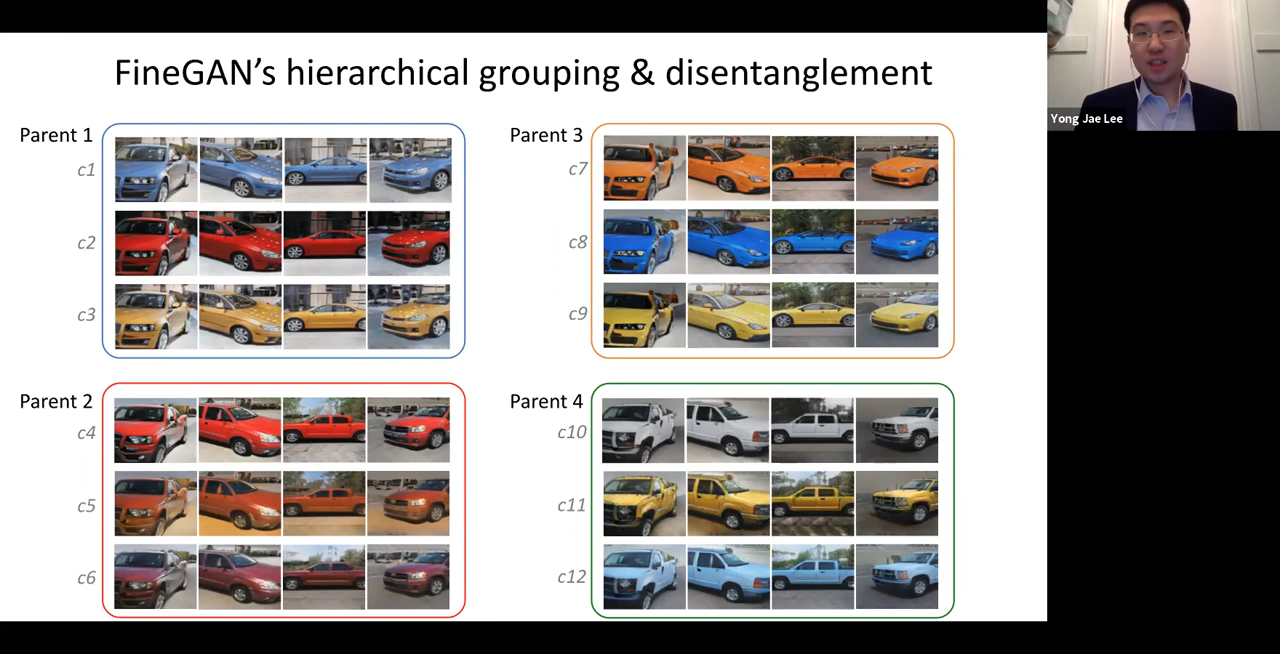 FineGAN's hierarchical grouping & disentanglement
Yong Jae Lee
Parent 1
c1
c2
c3
Parent 3
c7
c8
c9
Parent 2
c4
c5
c6
Parent 4
c10
c11
c12